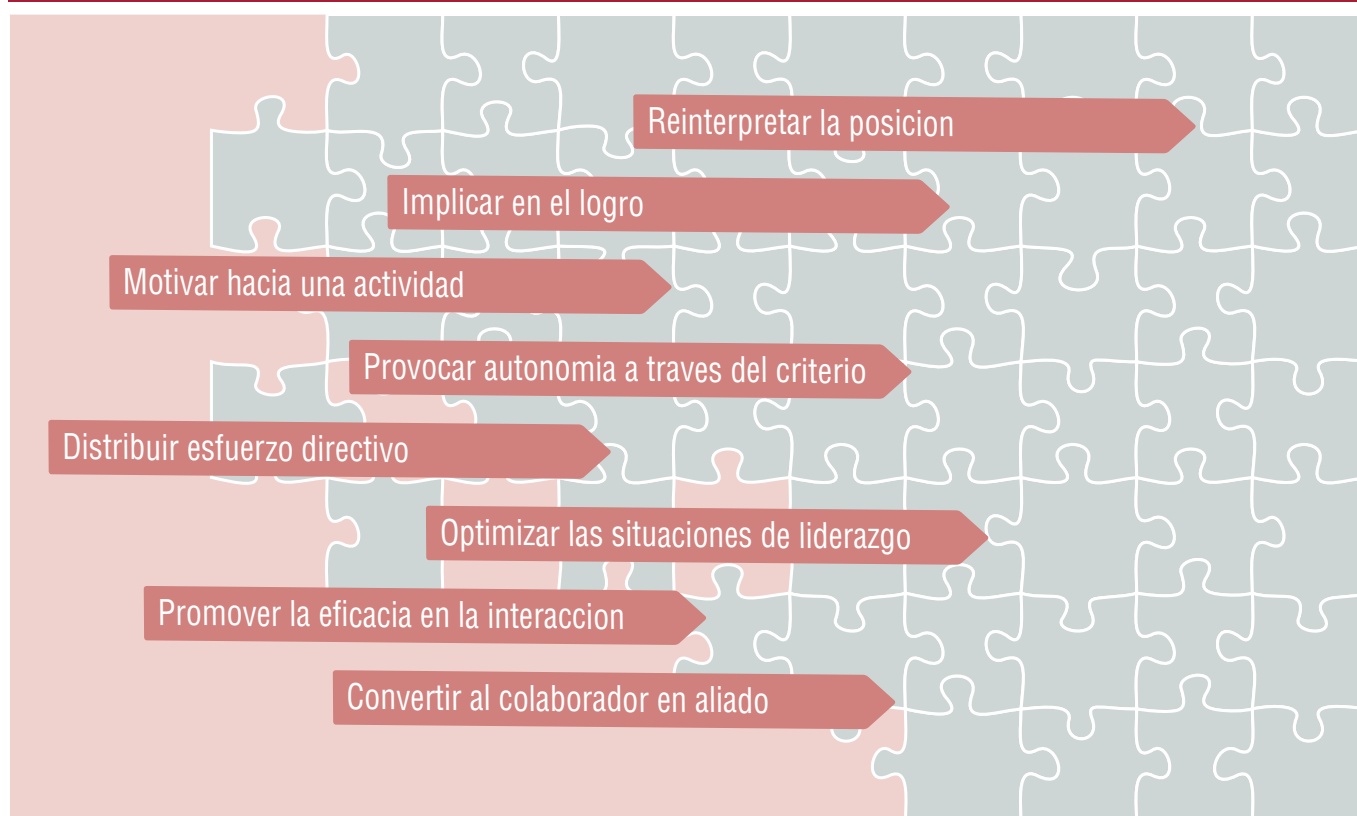 Reinterpretar la posicion
Implicar en el logro
Motivar hacia una actividad
Provocar autonomia a traves del criterio
Distribuir esfuerzo directivo
Optimizar las situaciones de liderazgo
Promover la eficacia en la interaccion
Convertir al colaborador en aliado